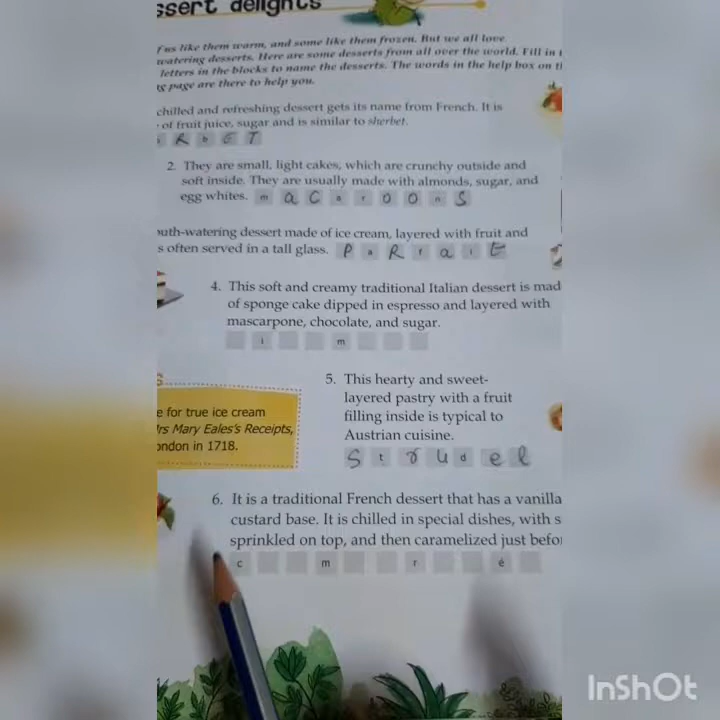 ssert delights
f us like them warm, and some like them frozen. But we all love
watering desserts. Here are some desserts from all over the world. Fill in
letters in the blocks to name the desserts. The words in the help box on
page are there to help you.
chilled and refreshing dessert gets its name from French. It is
of fruit juice, sugar and is similar to sherbet.
R b E T
2. They are small, light cakes, which are crunchy outside and
soft inside. They are usually made with almonds, sugar, and
egg whites. m a C a r O O n S
outh-watering dessert made of ice cream, layered with fruit and
s often served in a tall glass. P a R f a i t
4. This soft and creamy traditional Italian dessert is mad
of sponge cake dipped in espresso and layered with
mascarpone, chocolate, and sugar.
i m
5. This hearty and sweet-
layered pastry with a fruit
filling inside is typical to
Austrian cuisine.
S t r u d e l
e for true ice cream
Mrs Mary Eales's Receipts,
ondon in 1718.
6. It is a traditional French dessert that has a vanilla
custard base. It is chilled in special dishes, with s
sprinkled on top, and then caramelized just befo
c m r é
InShOt